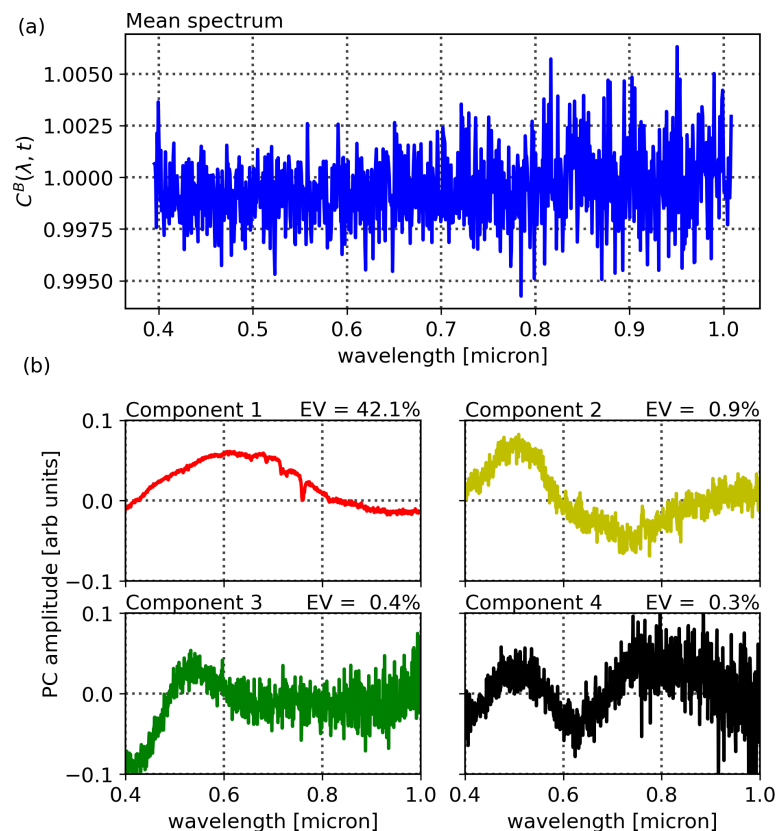 (a)
Mean spectrum
1.0050
1.0025
1.0000
0.9975
0.9950
C^B(λ, t)
0.4 0.5 0.6 0.7 0.8 0.9 1.0
wavelength [micron]
(b)
Component 1 EV = 42.1%
Component 2 EV = 0.9%
0.1
0.0
−0.1
Component 3 EV = 0.4%
Component 4 EV = 0.3%
0.1
0.0
−0.1
PC amplitude [arb units]
0.4 0.6 0.8 1.0
0.4 0.6 0.8 1.0
wavelength [micron]
wavelength [micron]